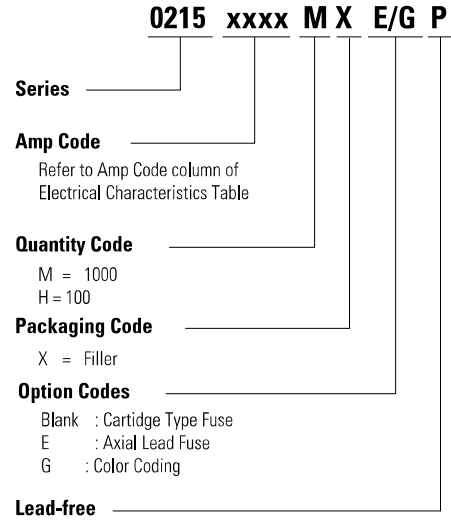 0215 xxxx M X E/G P
Series
Amp Code
Refer to Amp Code column of
Electrical Characteristics Table
Quantity Code
M = 1000
H = 100
Packaging Code
X = Filler
Option Codes
Blank : Cartidge Type Fuse
E : Axial Lead Fuse
G : Color Coding
Lead-free